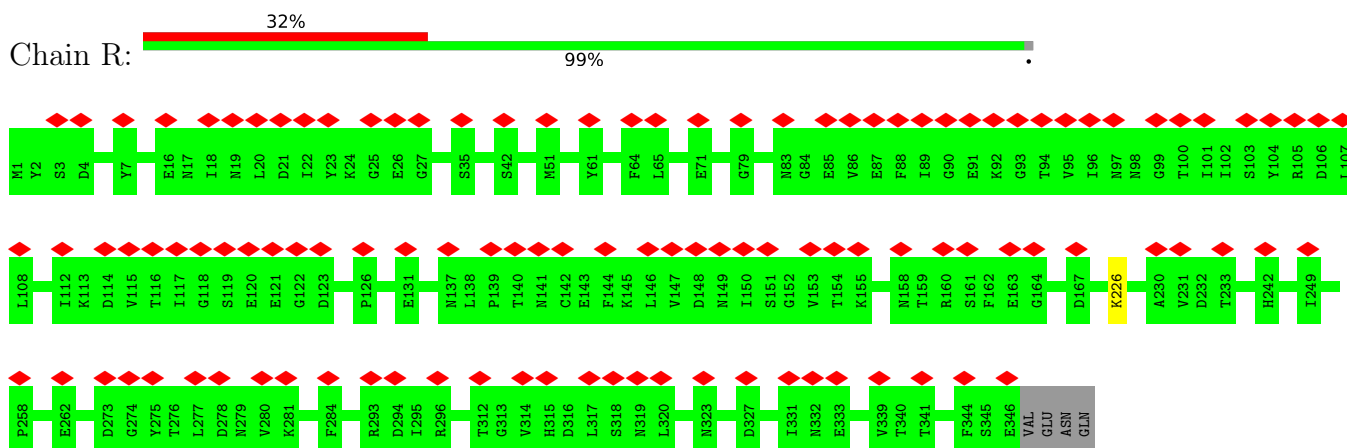 32%
Chain R:
99%
.
M1 Y2 S3 D4 Y7 E16 N17 I18 N19 L20 D21 I22 Y23 K24 G25 E26 G27 S35 S42 M51 Y61 F64 L65 E71 G79 N83 G84 E85 V86 E87 F88 I89 G90 E91 K92 G93 T94 V95 I96 N97 N98 G99 T100 I101 I102 S103 Y104 R105 D106 L107
L108 I112 K113 D114 V115 T116 I117 G118 S119 E120 E121 G122 D123 P126 E131 N137 L138 P139 T140 N141 C142 E143 F144 K145 L146 V147 D148 N149 I150 S151 G152 V153 T154 K155 N158 T159 R160 S161 F162 E163 G164 D167 K226 A230 V231 D232 T233 H242 I249
P258 E262 D273 G274 Y275 T276 L277 D278 N279 V280 K281 F284 R293 D294 I295 R296 T312 G313 V314 H315 D316 L317 S318 N319 L320 N323 D327 I331 N332 E333 V339 T340 T341 F344 S345 E346 VAL GLU ASN GLN